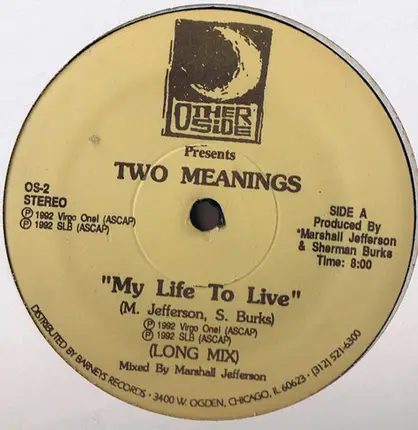 OTHER
SIDE
Presents
TWO MEANINGS
OS-2
STEREO
Ⓟ 1992 Virgo Onel (ASCAP)
Ⓟ 1992 SLB (ASCAP)
SIDE A
Produced By
*Marshall Jefferson
& Sherman Burks
Time: 8:00
"My Life To Live"
(M. Jefferson, S. Burks)
Ⓟ 1992 Virgo Onel (ASCAP)
Ⓟ 1992 SLB (ASCAP)
(LONG MIX)
Mixed By Marshall Jefferson
DISTRIBUTED BY BARNEYS RECORDS • 3400 W. OGDEN, CHICAGO, IL 60623 • (312) 521-6300